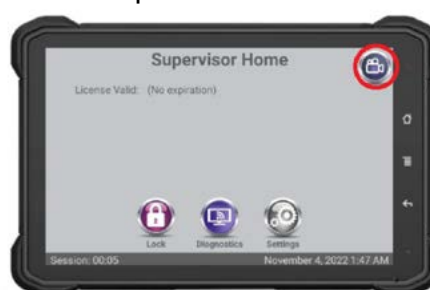 Supervisor Home
License Valid: (No expiration)
Lock
Diagnostics
Settings
Session: 00:05
November 4, 2022 1:47 AM